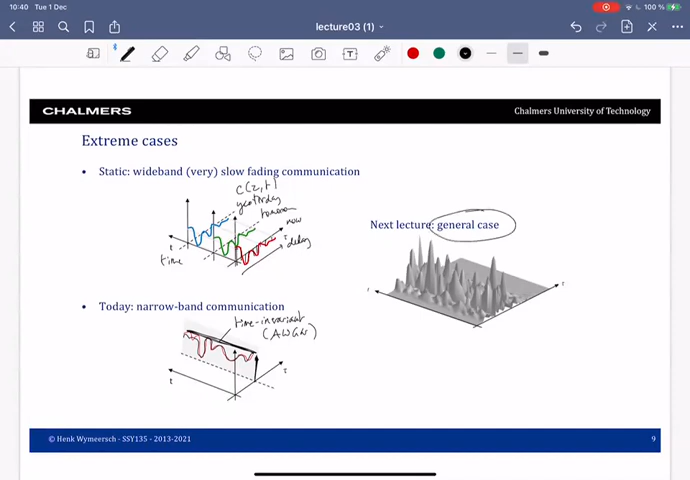 10:40 Tue 1 Dec
100 %
lecture03 (1)
CHALMERS
Chalmers University of Technology
Extreme cases
• Static: wideband (very) slow fading communication
c(τ,t)
yesterday
tomorrow
now
τ
delay
t
time
Next lecture: general case
t
τ
• Today: narrow-band communication
time-invariant
(AWGN)
t
τ
© Henk Wymeersch - SSY135 - 2013-2021
9